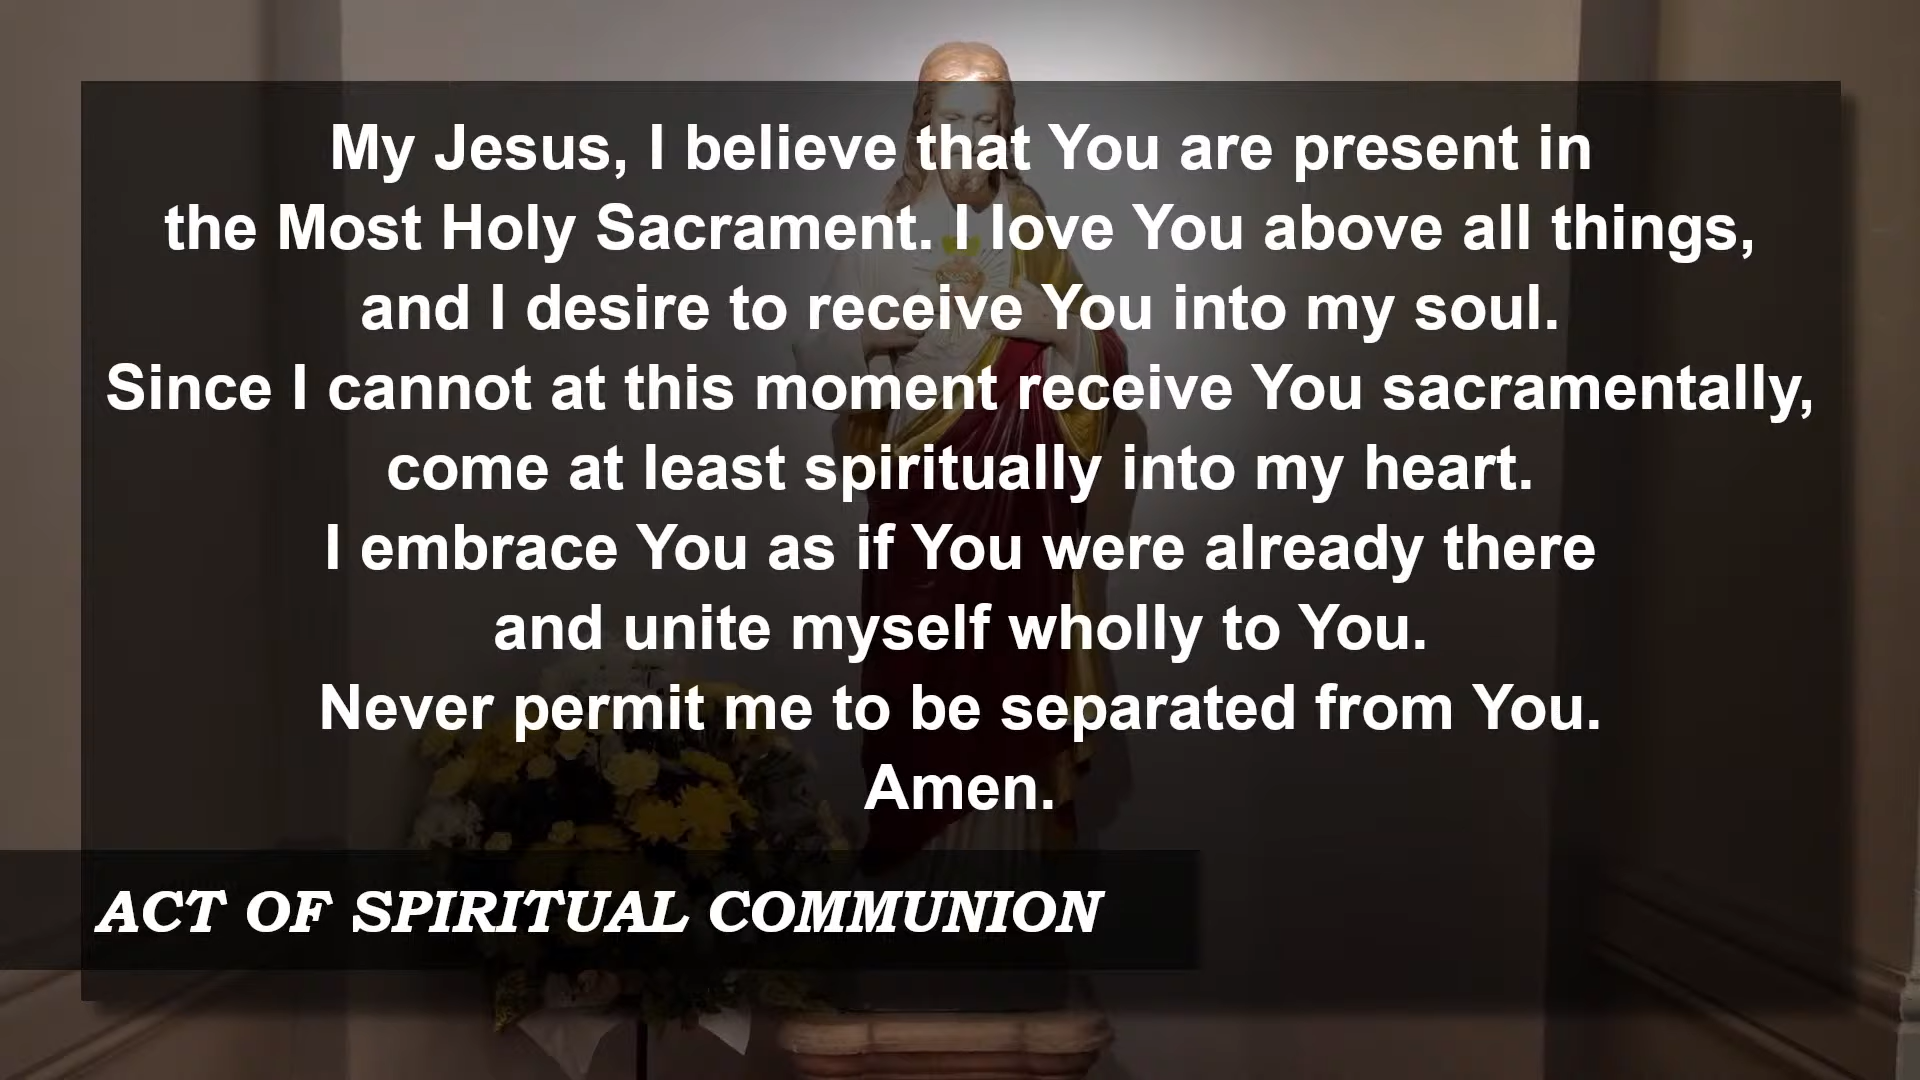 My Jesus, I believe that You are present in
the Most Holy Sacrament. I love You above all things,
and I desire to receive You into my soul.
Since I cannot at this moment receive You sacramentally,
come at least spiritually into my heart.
I embrace You as if You were already there
and unite myself wholly to You.
Never permit me to be separated from You.
Amen.
ACT OF SPIRITUAL COMMUNION